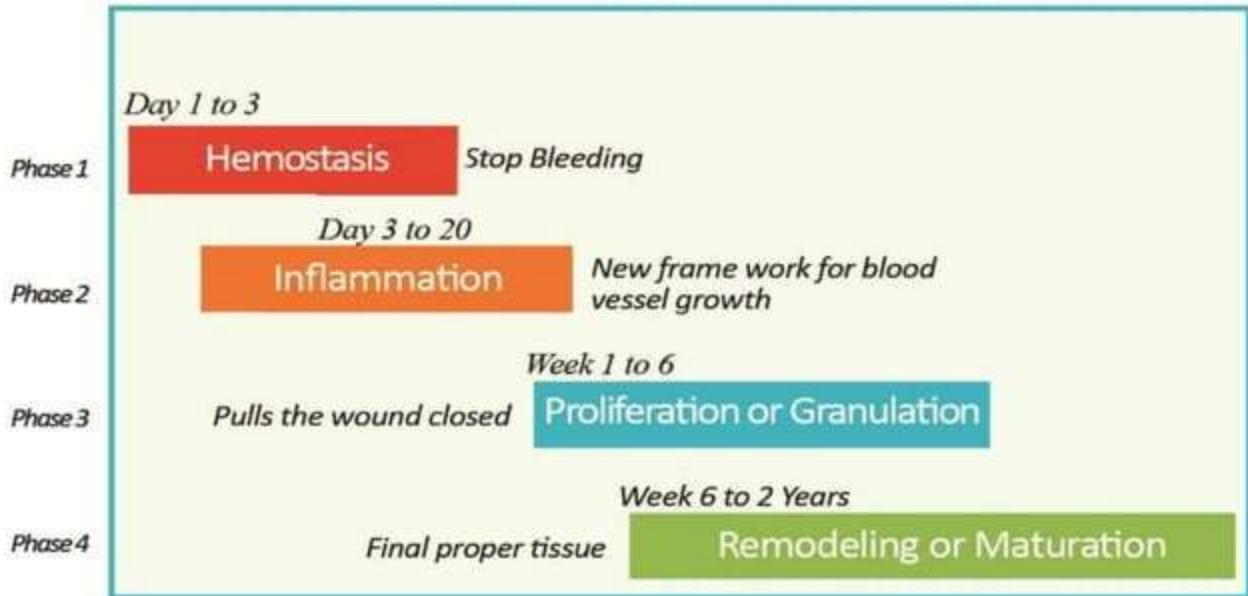 Day 1 to 3
Phase 1
Hemostasis
Stop Bleeding
Day 3 to 20
Phase 2
Inflammation
New frame work for blood
vessel growth
Week 1 to 6
Phase 3
Pulls the wound closed
Proliferation or Granulation
Week 6 to 2 Years
Phase 4
Final proper tissue
Remodeling or Maturation